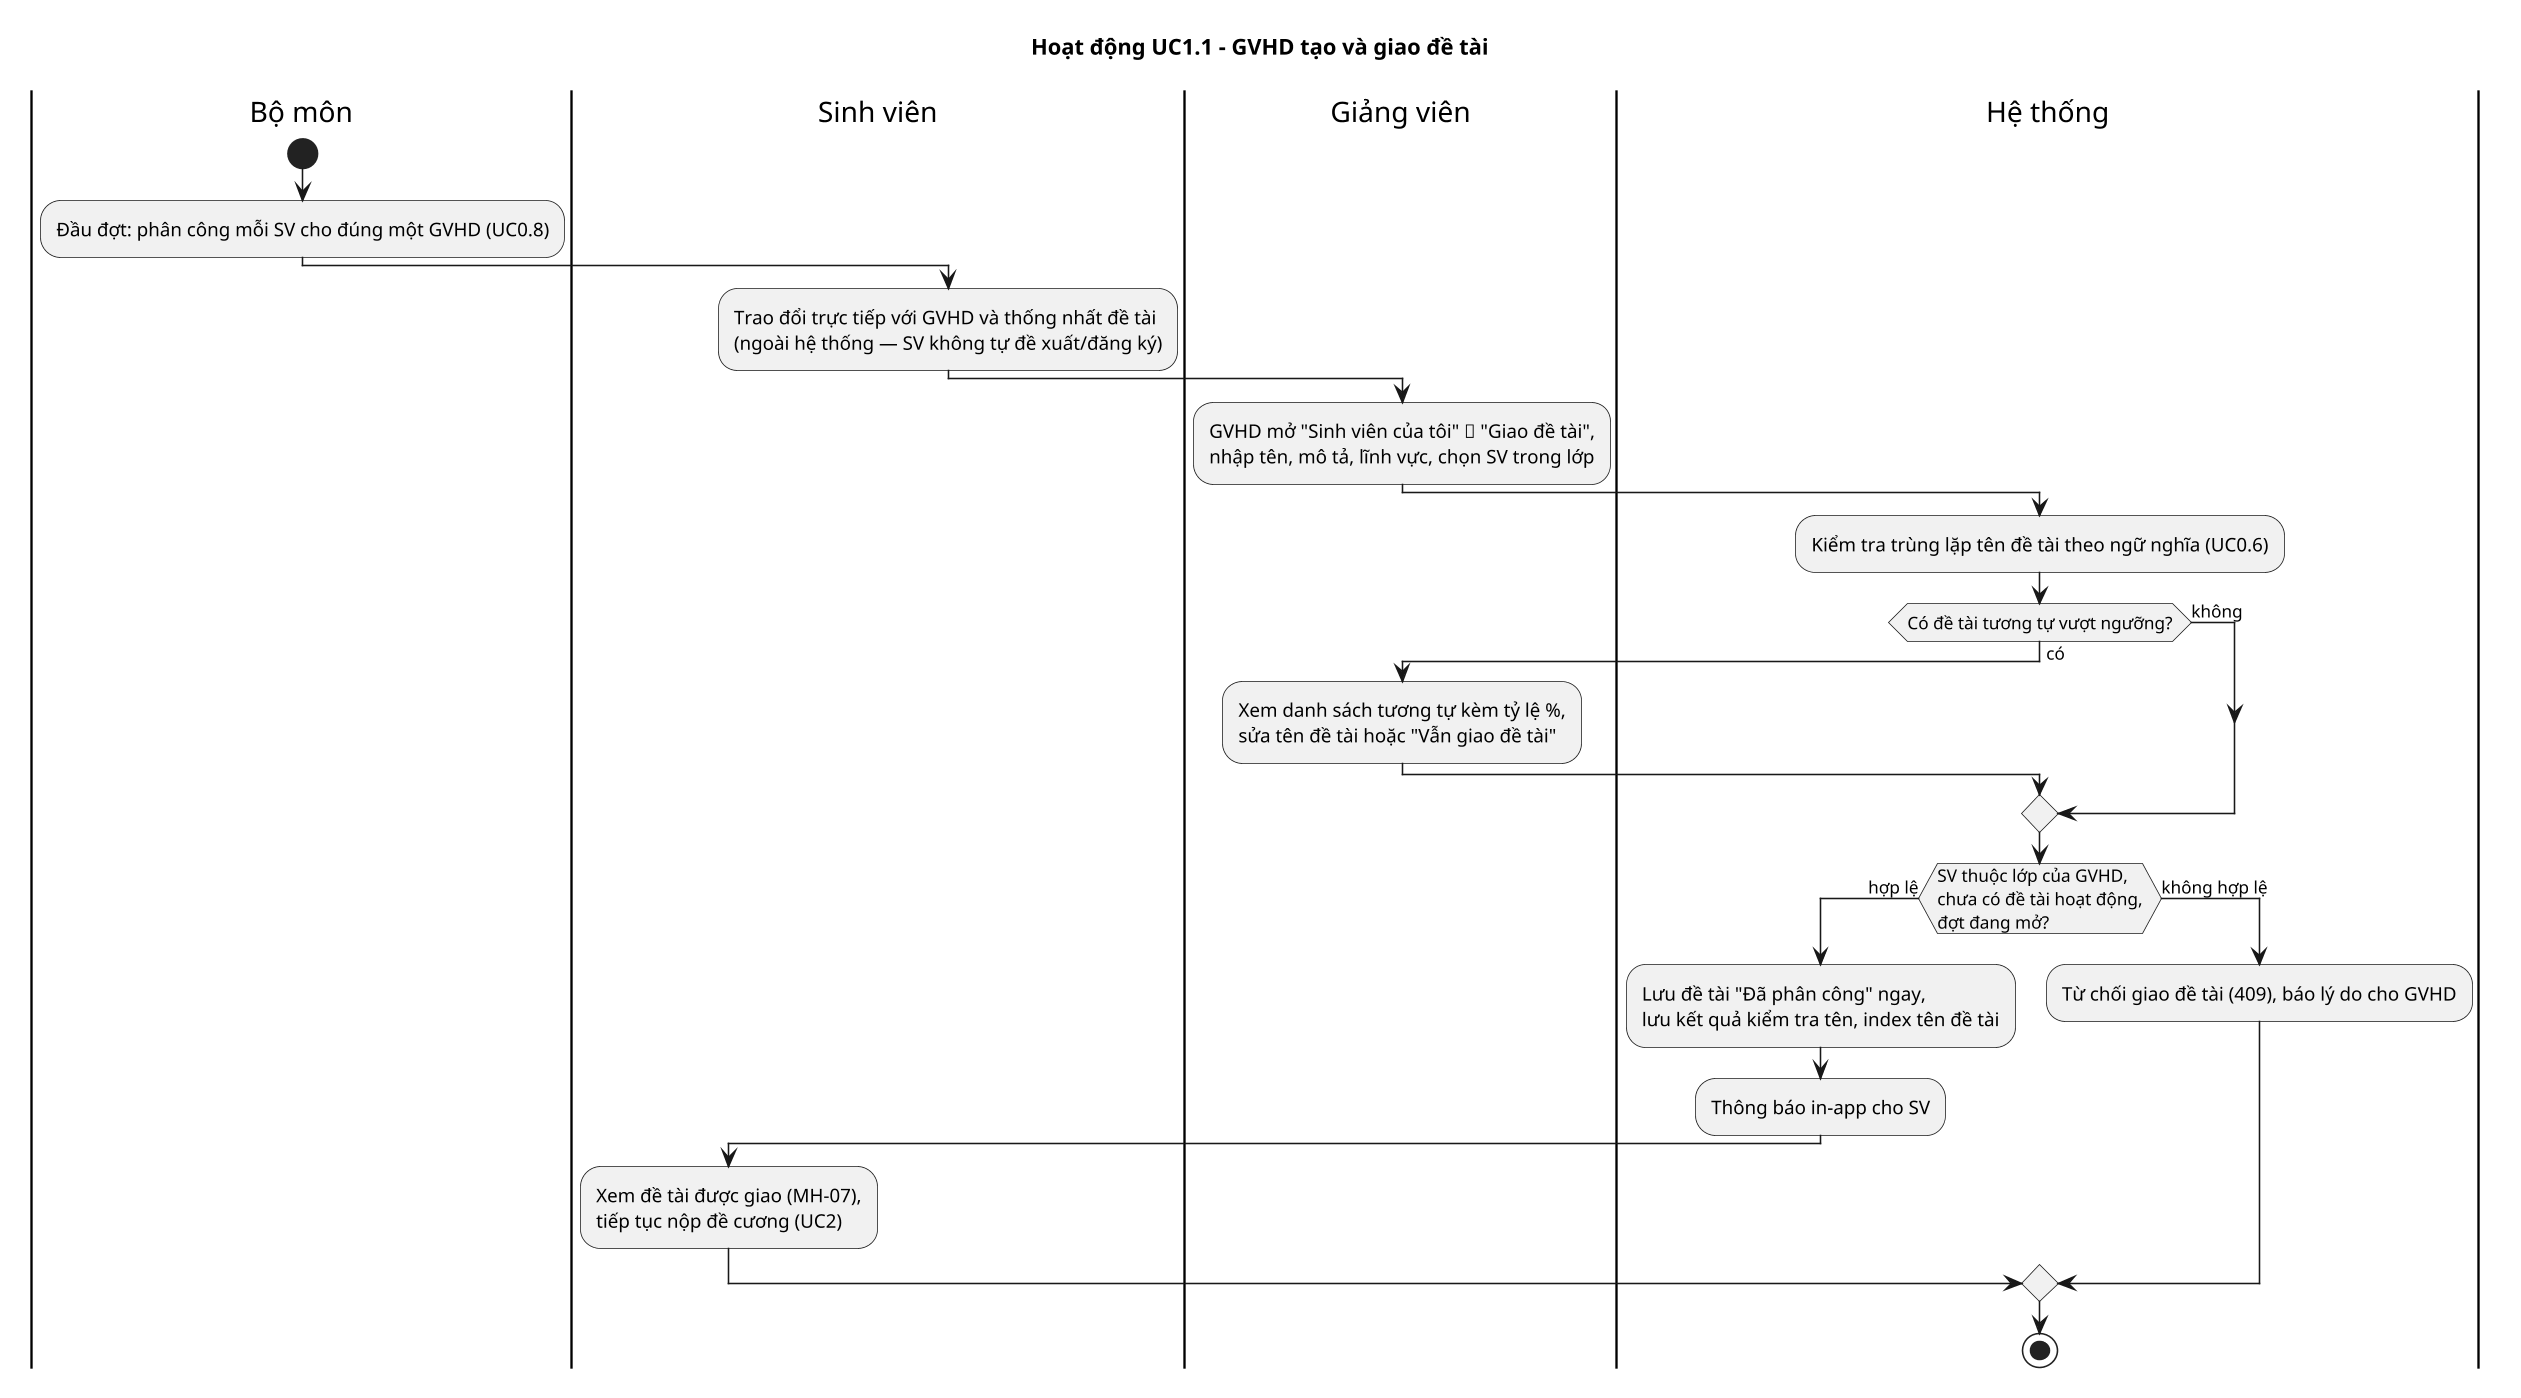 Hoạt động UC1.1 - GVHD tạo và giao đề tài
Bộ môn
Sinh viên
Giảng viên
Hệ thống
Đầu đợt: phân công mỗi SV cho đúng một GVHD (UC0.8)
Trao đổi trực tiếp với GVHD và thống nhất đề tài
(ngoài hệ thống — SV không tự đề xuất/đăng ký)
GVHD mở "Sinh viên của tôi" ▯ "Giao đề tài",
nhập tên, mô tả, lĩnh vực, chọn SV trong lớp
Kiểm tra trùng lặp tên đề tài theo ngữ nghĩa (UC0.6)
Có đề tài tương tự vượt ngưỡng?
không
có
Xem danh sách tương tự kèm tỷ lệ %,
sửa tên đề tài hoặc "Vẫn giao đề tài"
SV thuộc lớp của GVHD,
chưa có đề tài hoạt động,
đợt đang mở?
hợp lệ
không hợp lệ
Lưu đề tài "Đã phân công" ngay,
lưu kết quả kiểm tra tên, index tên đề tài
Từ chối giao đề tài (409), báo lý do cho GVHD
Thông báo in-app cho SV
Xem đề tài được giao (MH-07),
tiếp tục nộp đề cương (UC2)